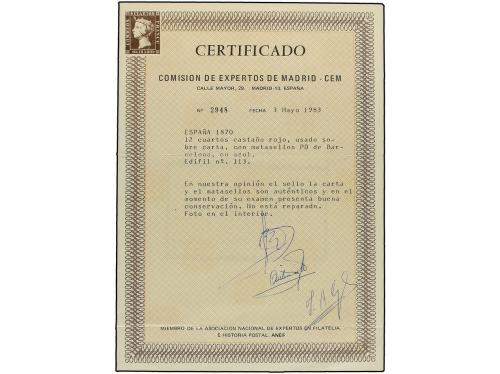 CERTIFICADO
COMISION DE EXPERTOS DE MADRID - CEM
CALLE MAYOR, 29. MADRID-13. ESPAÑA
Nº 2948 FECHA 3 Mayo 1983
ESPAÑA 1870
12 cuartos castaño rojo, usado so-
bre carta, con matasellos PD de Bar-
celona, en azul.
Edifil nº. 113.
En nuestra opinión el sello la carta
y el matasellos son auténticos y en el
momento de su examen presenta buena
conservación. No está reparado.
Foto en el interior.
MIEMBRO DE LA ASOCIACION NACIONAL DE EXPERTOS EN FILATELIA
E HISTORIA POSTAL. ANEF